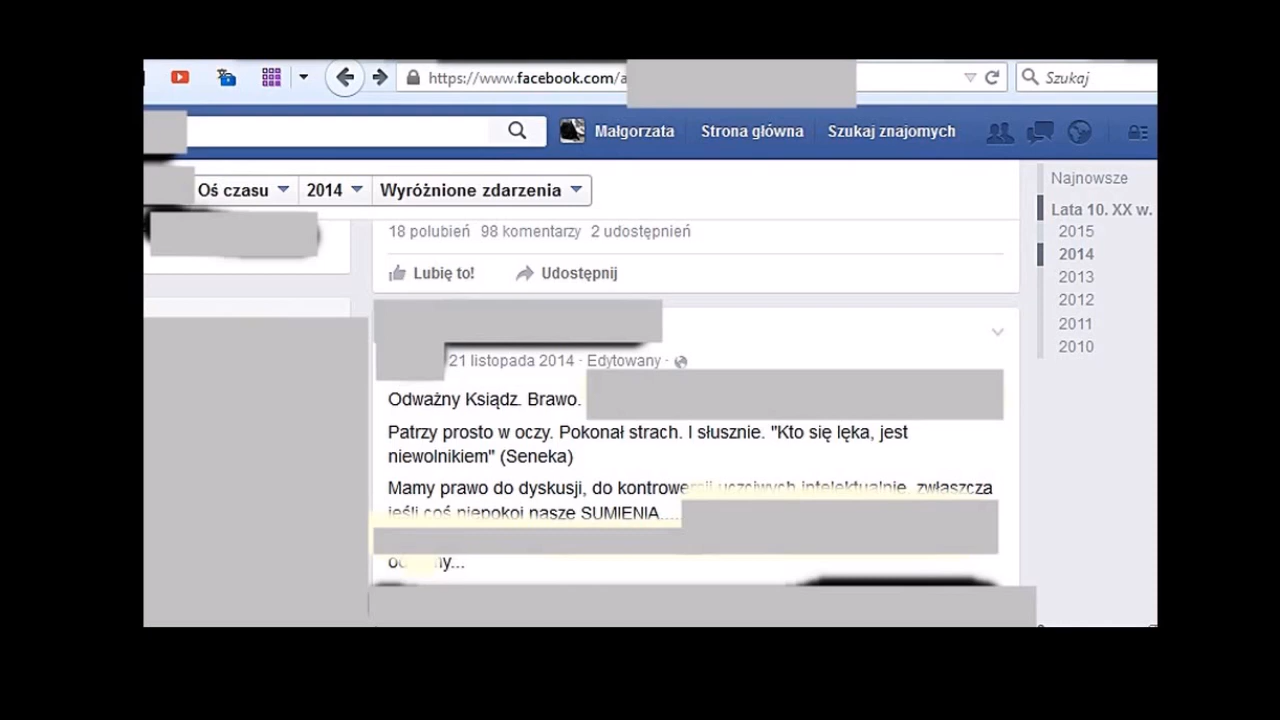 https://www.facebook.com/a
Szukaj
Małgorzata Strona główna Szukaj znajomych
Oś czasu 2014 Wyróżnione zdarzenia
Najnowsze
Lata 10. XX w.
2015
2014
2013
2012
2011
2010
18 polubień 98 komentarzy 2 udostępnień
Lubię to! Udostępnij
21 listopada 2014 · Edytowany ·
Odważny Ksiądz. Brawo.
Patrzy prosto w oczy. Pokonał strach. I słusznie. "Kto się lęka, jest
niewolnikiem" (Seneka)
Mamy prawo do dyskusji, do kontrowersji uczciwych intelektualnie, zwłaszcza
jeśli coś niepokoi nasze SUMIENIA....